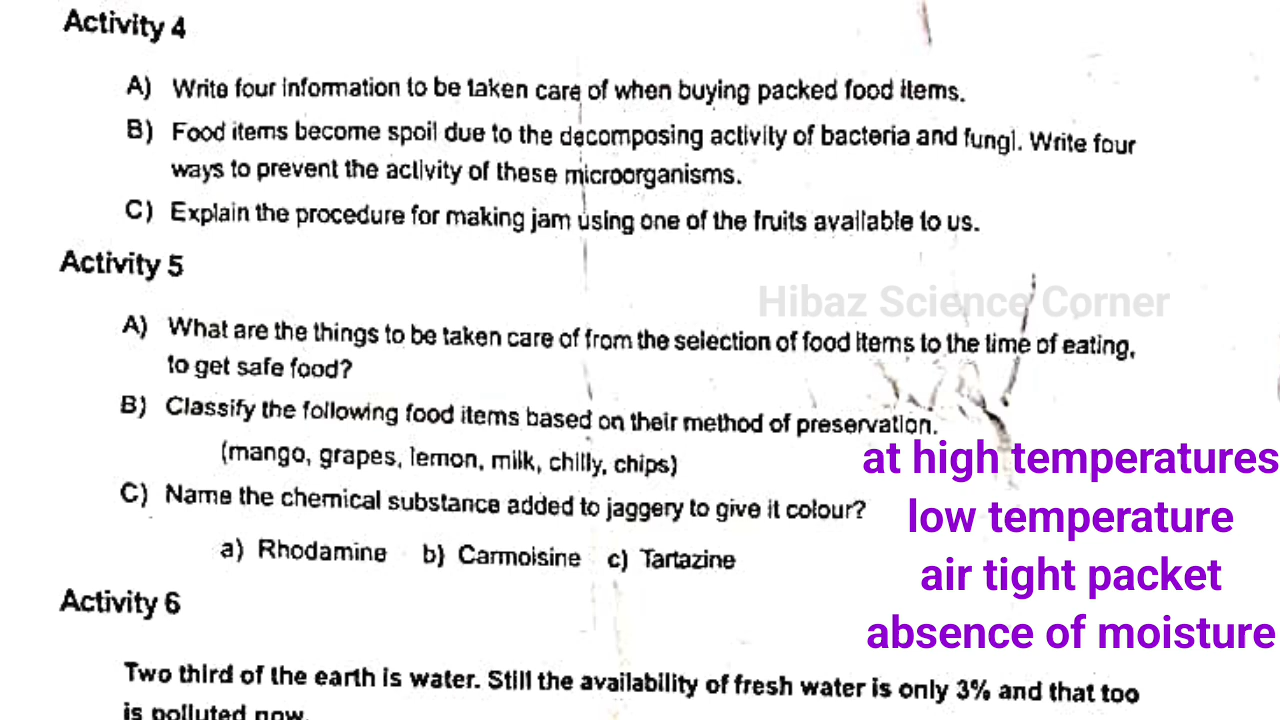 Activity 4
A) Write four information to be taken care of when buying packed food items.
B) Food items become spoil due to the decomposing activity of bacteria and fungi. Write four
ways to prevent the activity of these microorganisms.
C) Explain the procedure for making jam using one of the fruits available to us.
Activity 5
Hibaz Science Corner
A) What are the things to be taken care of from the selection of food items to the time of eating,
to get safe food?
B) Classify the following food items based on their method of preservation.
(mango, grapes, lemon, milk, chilly, chips)
at high temperatures
C) Name the chemical substance added to jaggery to give it colour?
low temperature
a) Rhodamine b) Carmoisine c) Tartazine
air tight packet
Activity 6
absence of moisture
Two third of the earth is water. Still the availability of fresh water is only 3% and that too
is polluted now.